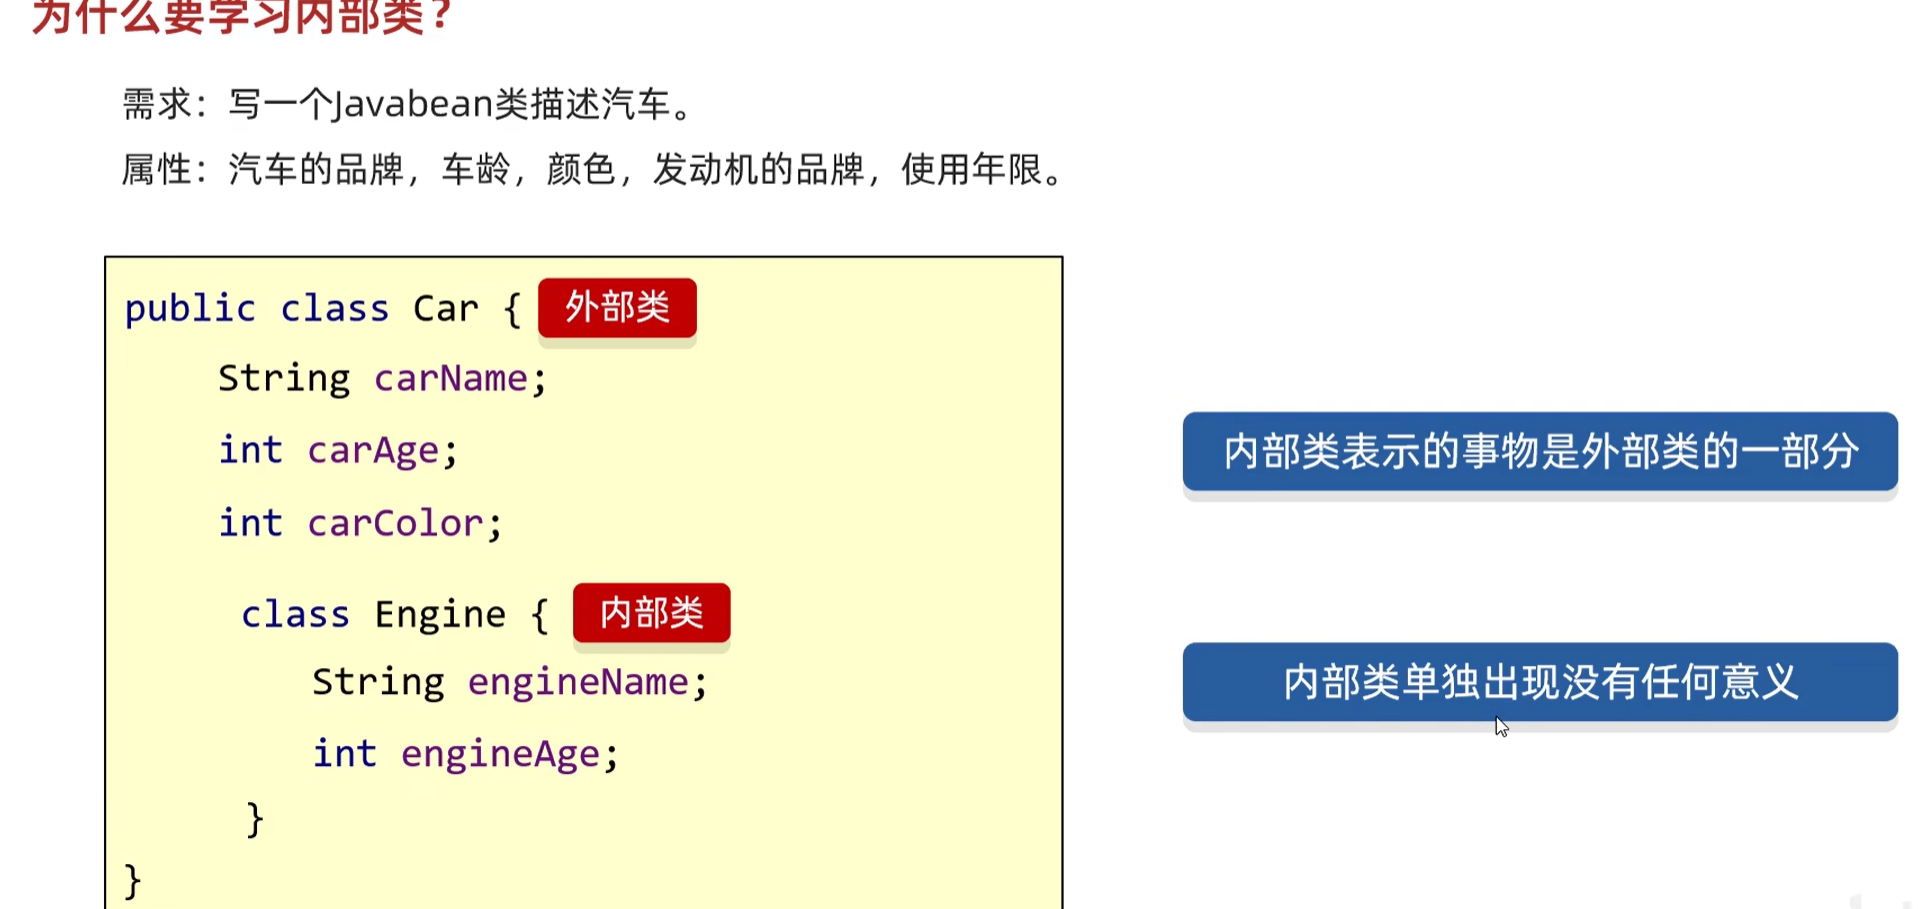 为什么要学习内部类？
需求：写一个Javabean类描述汽车。
属性：汽车的品牌，车龄，颜色，发动机的品牌，使用年限。
public class Car { 外部类
String carName;
int carAge;
int carColor;
class Engine { 内部类
String engineName;
int engineAge;
}
}
内部类表示的事物是外部类的一部分
内部类单独出现没有任何意义